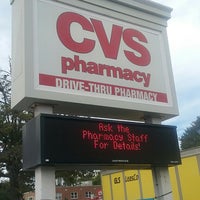 CVS
pharmacy
DRIVE-THRU PHARMACY
Ask the
Pharmacy Staff
For Details!